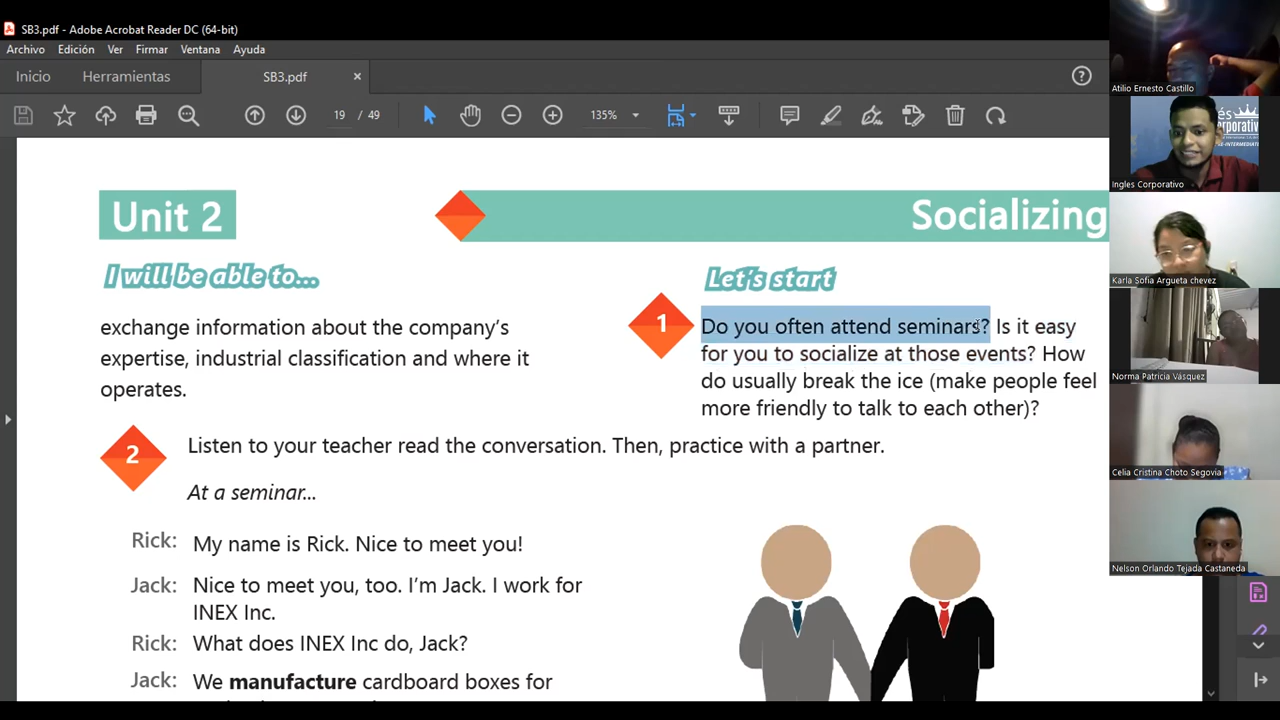 SB3.pdf - Adobe Acrobat Reader DC (64-bit)
Archivo Edición Ver Firmar Ventana Ayuda
Inicio Herramientas SB3.pdf
19 / 49 135%
Unit 2 Socializing
I will be able to...
exchange information about the company's
expertise, industrial classification and where it
operates.
Let's start
1
Do you often attend seminars? Is it easy
for you to socialize at those events? How
do usually break the ice (make people feel
more friendly to talk to each other)?
2
Listen to your teacher read the conversation. Then, practice with a partner.
At a seminar...
Rick: My name is Rick. Nice to meet you!
Jack: Nice to meet you, too. I'm Jack. I work for
INEX Inc.
Rick: What does INEX Inc do, Jack?
Jack: We manufacture cardboard boxes for
Atilio Ernesto Castillo
Ingles Corporativo
Karla Sofia Argueta chevez
Norma Patricia Vásquez
Celia Cristina Choto Segovia
Nelson Orlando Tejada Castaneda